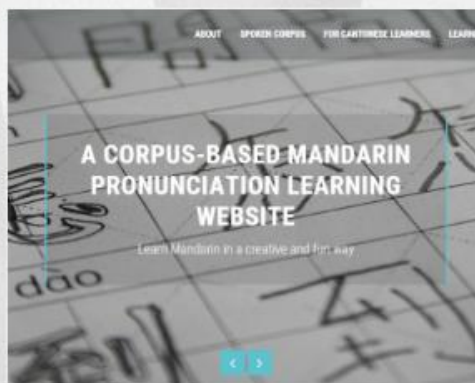 ABOUT SPOKEN CORPUS FOR CANTONESE LEARNERS LEARN
A CORPUS-BASED MANDARIN
PRONUNCIATION LEARNING
WEBSITE
Learn Mandarin in a creative and fun way
dào